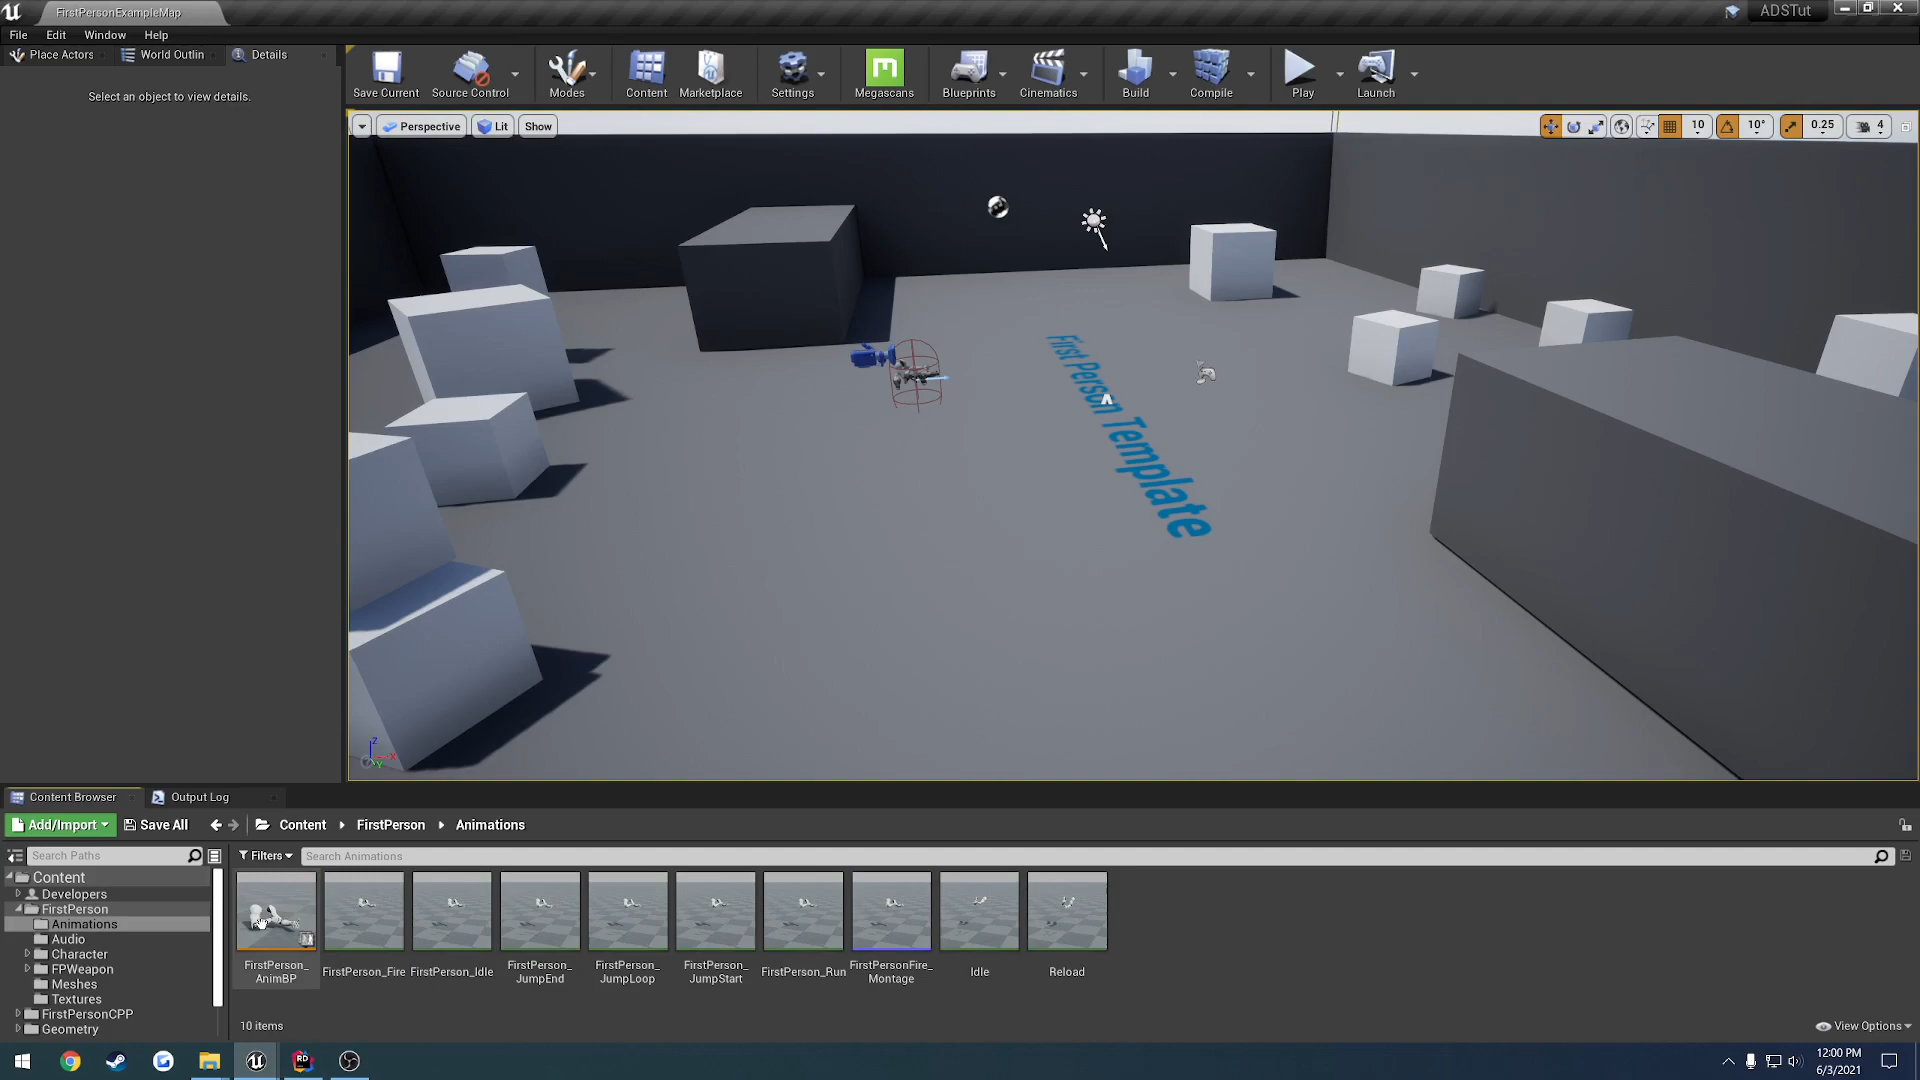 FirstPersonExampleMap
ADSTut
File Edit Window Help
Place Actors World Outlin Details
Select an object to view details.
Save Current Source Control Modes Content Marketplace Settings Megascans Blueprints Cinematics Build Compile Play Launch
Perspective Lit Show
10 10° 0.25 4
First Person Template
Z X Y
Content Browser Output Log
Add/Import Save All Content FirstPerson Animations
Search Paths
Filters Search Animations
Content
Developers
FirstPerson
Animations
Audio
Character
FPWeapon
Meshes
Textures
FirstPersonCPP
Geometry
FirstPerson_
AnimBP
FirstPerson_Fire
FirstPerson_Idle
FirstPerson_
JumpEnd
FirstPerson_
JumpLoop
FirstPerson_
JumpStart
FirstPerson_Run
FirstPersonFire_
Montage
Idle
Reload
10 items
View Options
RD
12:00 PM
6/3/2021